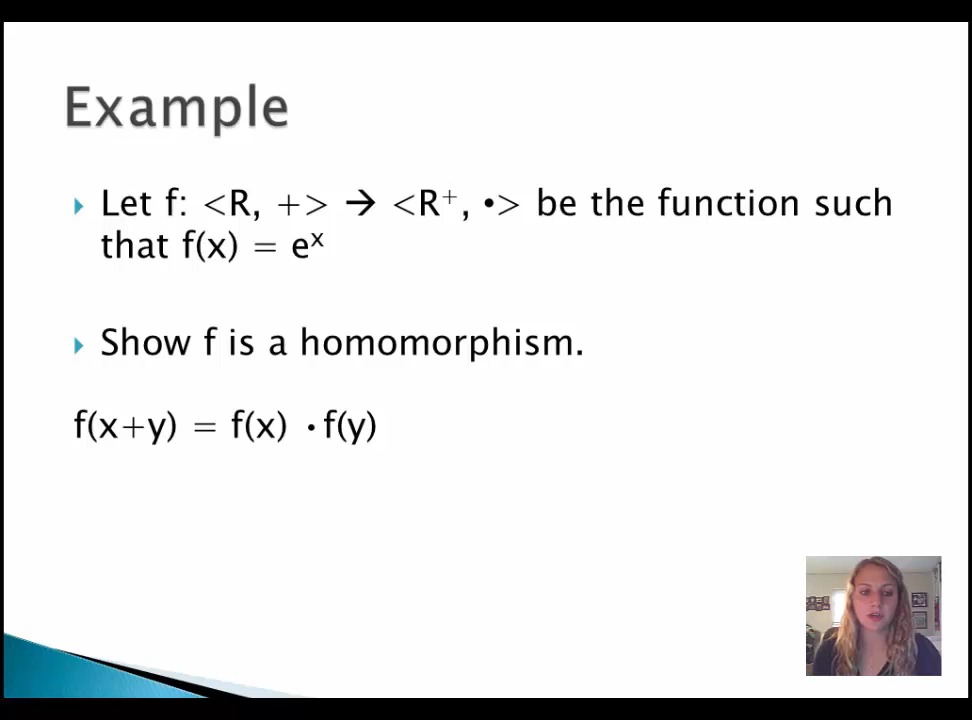 Example
Let f: <R, +> → <R⁺, •> be the function such
that f(x) = eˣ
Show f is a homomorphism.
f(x+y) = f(x) •f(y)